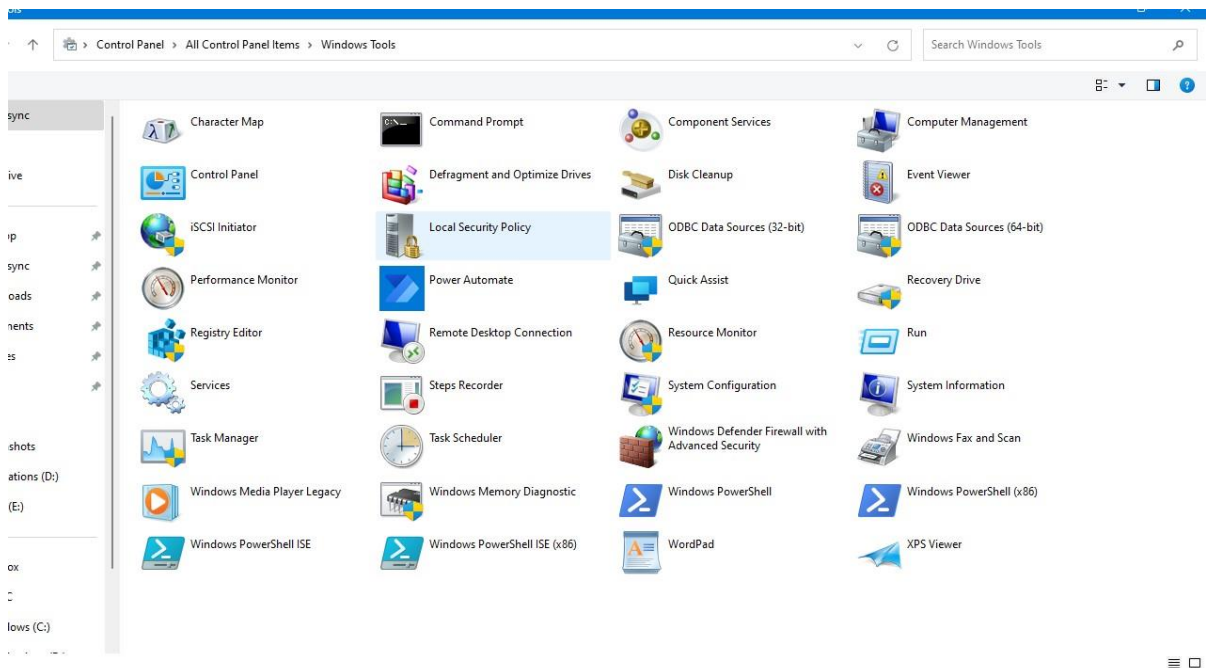 Control Panel > All Control Panel Items > Windows Tools
Search Windows Tools
sync
Character Map
Command Prompt
Component Services
Computer Management
ive
Control Panel
Defragment and Optimize Drives
Disk Cleanup
Event Viewer
iSCSI Initiator
Local Security Policy
ODBC Data Sources (32-bit)
ODBC Data Sources (64-bit)
op
sync
Performance Monitor
Power Automate
Quick Assist
Recovery Drive
oads
nents
Registry Editor
Remote Desktop Connection
Resource Monitor
Run
es
Services
Steps Recorder
System Configuration
System Information
Task Manager
Task Scheduler
Windows Defender Firewall with
Advanced Security
Windows Fax and Scan
shots
ations (D:)
(E:)
Windows Media Player Legacy
Windows Memory Diagnostic
Windows PowerShell
Windows PowerShell (x86)
Windows PowerShell ISE
Windows PowerShell ISE (x86)
WordPad
XPS Viewer
ox
lows (C:)